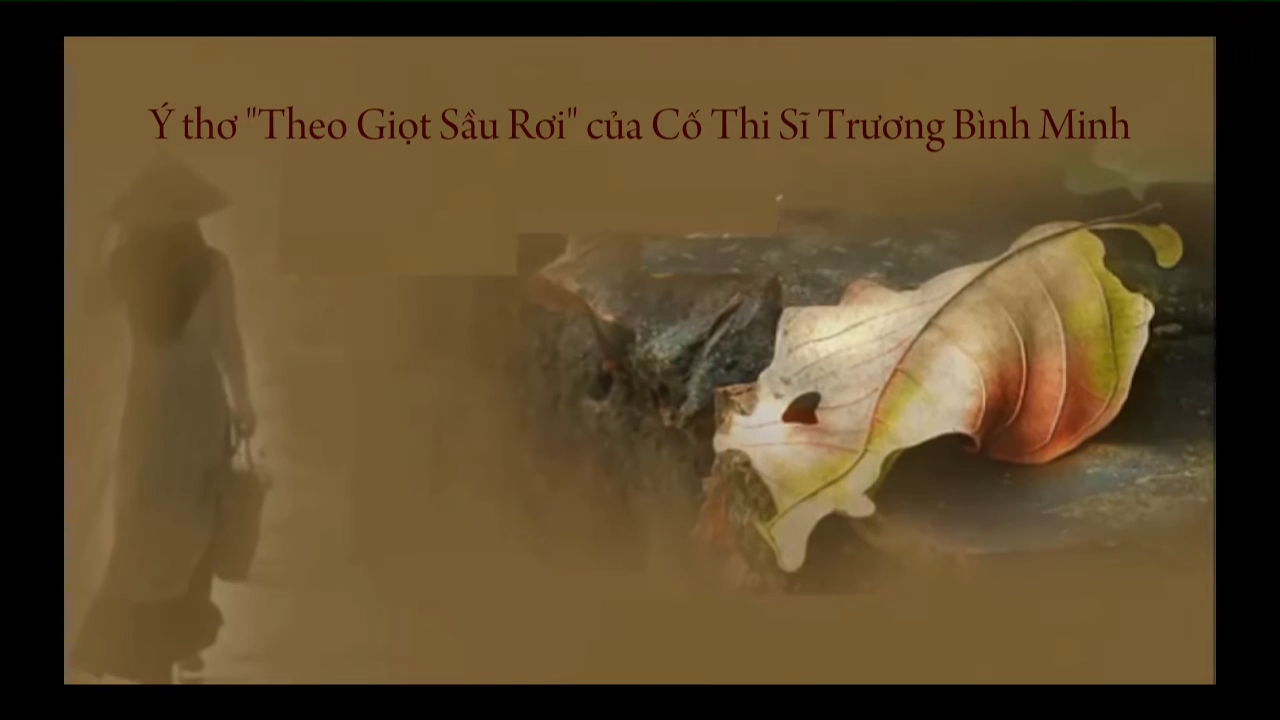 Ý thơ "Theo Giọt Sầu Rơi" của Cố Thi Sĩ Trương Bình Minh